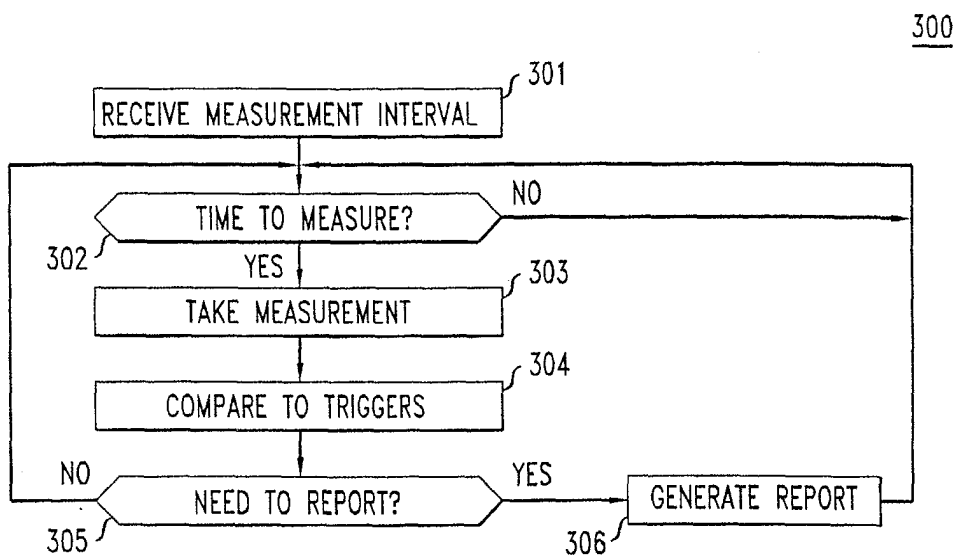 300
301
RECEIVE MEASUREMENT INTERVAL
TIME TO MEASURE?
NO
302
YES
303
TAKE MEASUREMENT
304
COMPARE TO TRIGGERS
NO
NEED TO REPORT?
YES
GENERATE REPORT
305
306